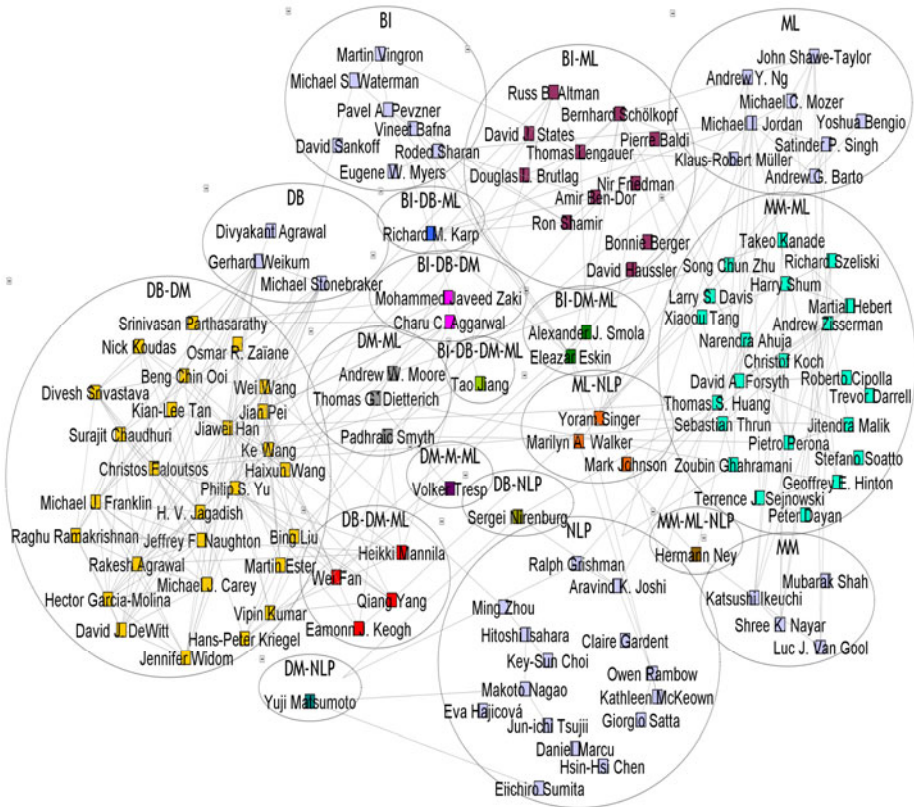 BI
Martin Vingron
Michael S. Waterman
Pavel A. Pevzner
Vineet Bafna
David Sankoff
Roded Sharan
Eugene W. Myers
BI-ML
Russ B. Altman
Bernhard Schölkopf
David J. States
Pierre Baldi
Thomas Lengauer
Douglas L. Brutlag
Nir Friedman
Amir Ben-Dor
Ron Shamir
Bonnie Berger
David Haussler
ML
John Shawe-Taylor
Andrew Y. Ng
Michael C. Mozer
Michael I. Jordan
Yoshua Bengio
Satinder P. Singh
Klaus-Robert Müller
Andrew G. Barto
DB
Divyakant Agrawal
Gerhard Weikum
Michael Stonebraker
BI-DB-ML
Richard M. Karp
BI-DB-DM
Mohammed Javeed Zaki
Charu C. Aggarwal
BI-DM-ML
Alexander J. Smola
Eleazar Eskin
MM-ML
Takeo Kanade
Song Chun Zhu
Richard Szeliski
Harry Shum
Larry S. Davis
Martial Hebert
Xiaoou Tang
Andrew Zisserman
Narendra Ahuja
Christof Koch
David A. Forsyth
Roberto Cipolla
Trevor Darrell
Thomas S. Huang
Sebastian Thrun
Jitendra Malik
Pietro Perona
Stefano Soatto
Zoubin Ghahramani
Geoffrey E. Hinton
Terrence J. Sejnowski
Peter Dayan
DB-DM
Srinivasan Parthasarathy
Nick Koudas
Osmar R. Zaïane
Beng Chin Ooi
Divesh Srivastava
Wei Wang
Kian-Lee Tan
Jian Pei
Surajit Chaudhuri
Jiawei Han
Ke Wang
Christos Faloutsos
Haixun Wang
Philip S. Yu
Michael J. Franklin
H. V. Jagadish
Raghu Ramakrishnan
Jeffrey F. Naughton
Bing Liu
Rakesh Agrawal
Martin Ester
Michael J. Carey
Hector Garcia-Molina
Vipin Kumar
David J. DeWitt
Hans-Peter Kriegel
Jennifer Widom
DM-ML
Andrew W. Moore
Thomas G. Dietterich
Padhraic Smyth
BI-DB-DM-ML
Tao Jiang
ML-NLP
Yoram Singer
Marilyn A. Walker
Mark Johnson
DM-M-ML
Volker Tresp
DB-NLP
Sergei Nirenburg
DB-DM-ML
Heikki Mannila
Wei Fan
Qiang Yang
Eamonn J. Keogh
MM-ML-NLP
Hermann Ney
MM
Mubarak Shah
Katsushi Ikeuchi
Shree K. Nayar
Luc J. Van Gool
NLP
Ralph Grishman
Aravind K. Joshi
Ming Zhou
Hitoshi Isahara
Claire Gardent
Key-Sun Choi
Owen Rambow
Makoto Nagao
Kathleen McKeown
Eva Hajicová
Giorgio Satta
Jun-ichi Tsujii
Daniel Marcu
Hsin-Hsi Chen
Eiichiro Sumita
DM-NLP
Yuji Matsumoto